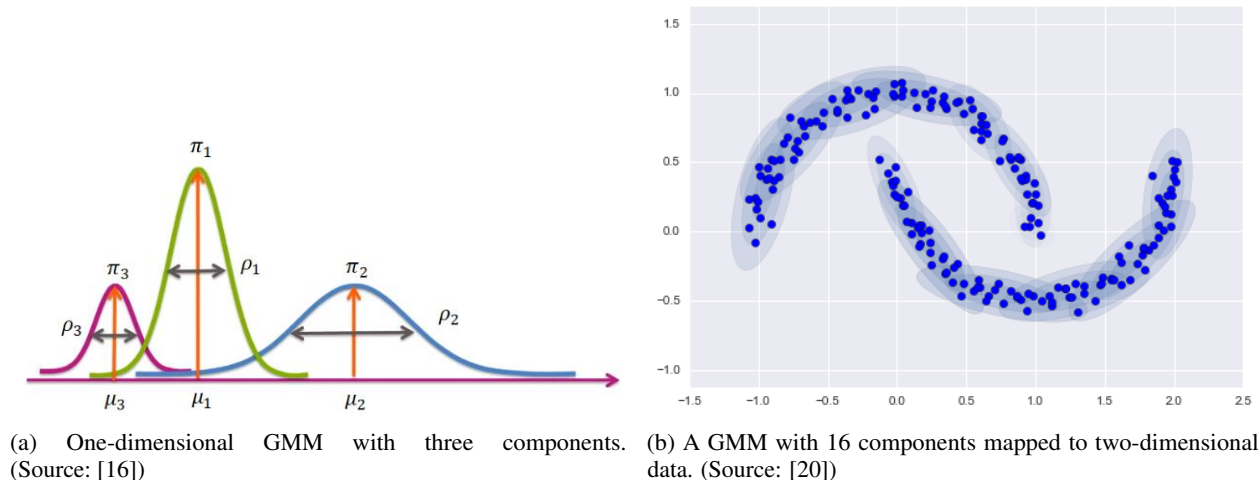 π1
π3
π2
ρ1
ρ3
ρ2
μ3 μ1 μ2
1.5
1.0
0.5
0.0
−0.5
−1.0
−1.5 −1.0 −0.5 0.0 0.5 1.0 1.5 2.0 2.5
(a) One-dimensional GMM with three components.
(Source: [16])
(b) A GMM with 16 components mapped to two-dimensional
data. (Source: [20])